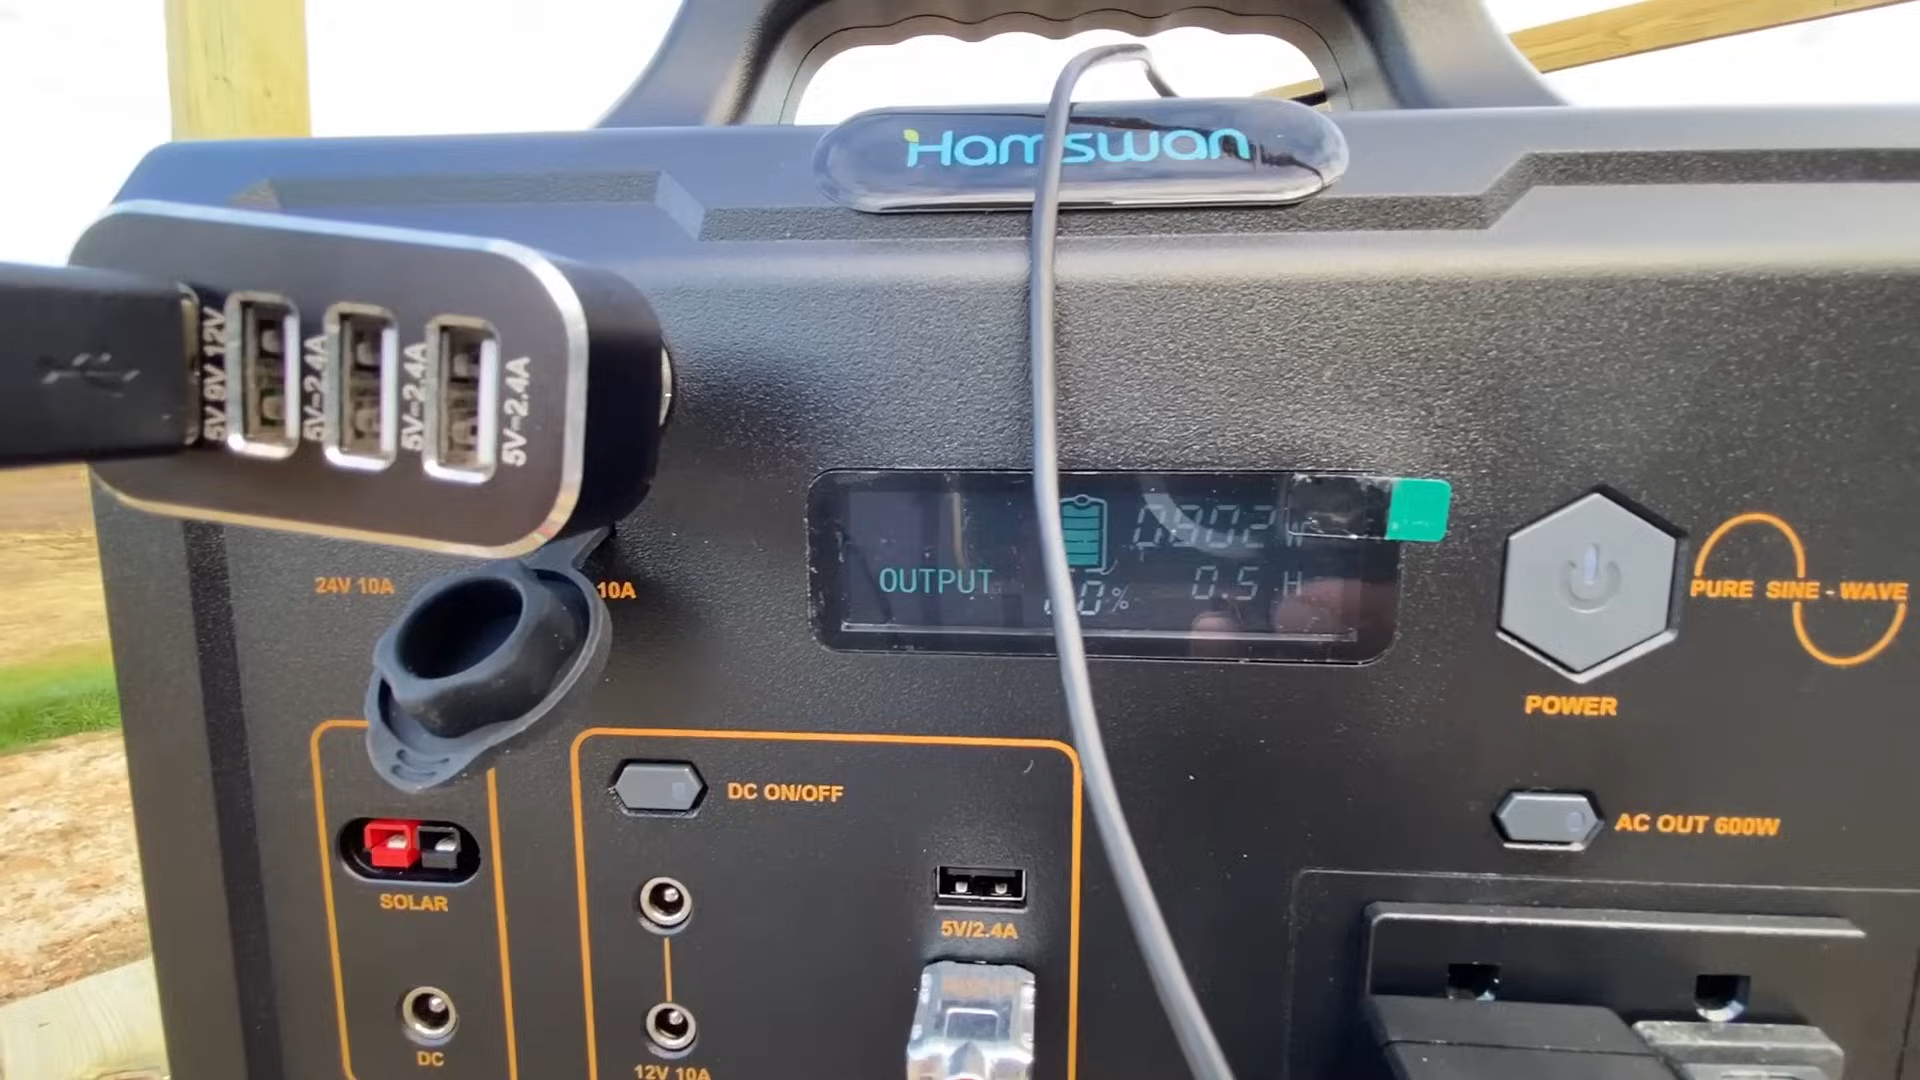 Hamswan
5V 9V 12V
5V=2.4A
5V=2.4A
5V=2.4A
0902W
OUTPUT
%
0.5 H
24V 10A
10A
PURE SINE-WAVE
POWER
DC ON/OFF
AC OUT 600W
SOLAR
5V/2.4A
DC
12V 10A